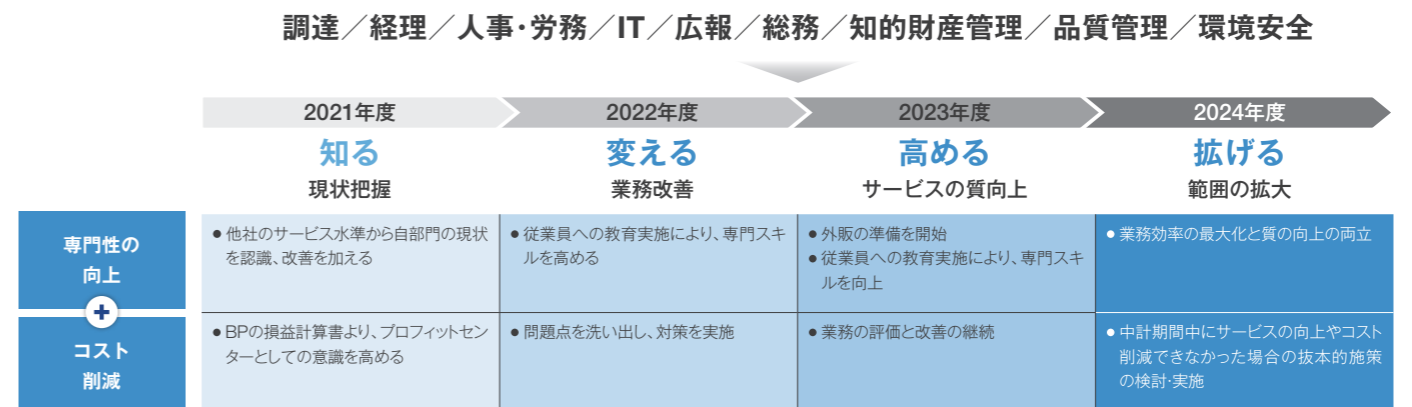 調達／経理／人事・労務／IT／広報／総務／知的財産管理／品質管理／環境安全
2021年度
2022年度
2023年度
2024年度
知る
変える
高める
拡げる
現状把握
業務改善
サービスの質向上
範囲の拡大
専門性の
向上
●他社のサービス水準から自部門の現状
を認識、改善を加える
●従業員への教育実施により、専門スキ
ルを高める
●外販の準備を開始
●従業員への教育実施により、専門スキ
ルを向上
●業務効率の最大化と質の向上の両立
+
コスト
削減
●BPの損益計算書より、プロフィットセン
ターとしての意識を高める
●問題点を洗い出し、対策を実施
●業務の評価と改善の継続
●中計期間中にサービスの向上やコスト
削減できなかった場合の抜本的施策
の検討・実施